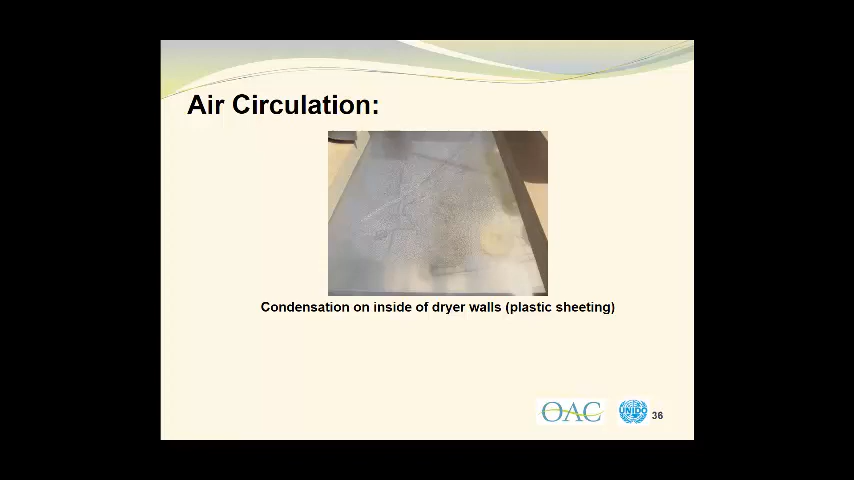 Air Circulation:
Condensation on inside of dryer walls (plastic sheeting)
OAC
UNIDO
36